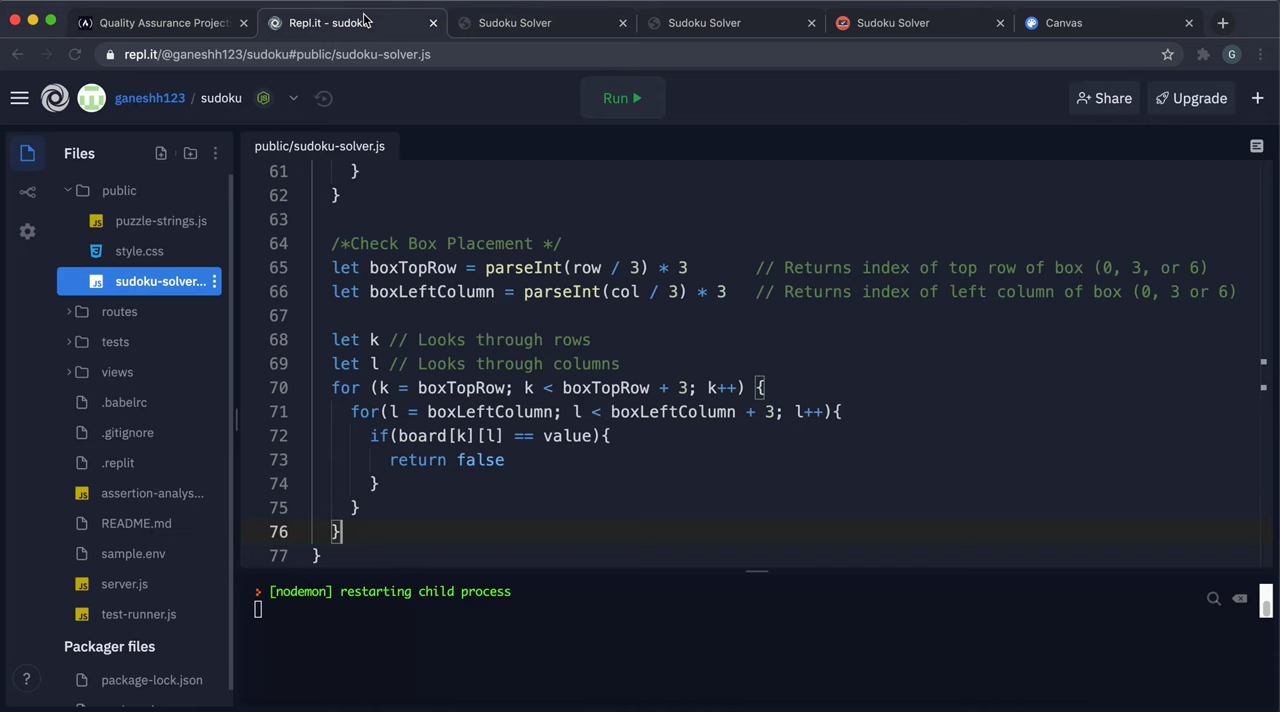 Quality Assurance Project
Repl.it - sudoku
Sudoku Solver
Sudoku Solver
Sudoku Solver
Canvas
repl.it/@ganeshh123/sudoku#public/sudoku-solver.js
G
ganeshh123 / sudoku
Run
Share
Upgrade
Files
public
puzzle-strings.js
style.css
sudoku-solver...
routes
tests
views
.babelrc
.gitignore
.replit
assertion-analys...
README.md
sample.env
server.js
test-runner.js
Packager files
package-lock.json
public/sudoku-solver.js
61 }
62 }
63
64 /*Check Box Placement */
65 let boxTopRow = parseInt(row / 3) * 3 // Returns index of top row of box (0, 3, or 6)
66 let boxLeftColumn = parseInt(col / 3) * 3 // Returns index of left column of box (0, 3 or 6)
67
68 let k // Looks through rows
69 let l // Looks through columns
70 for (k = boxTopRow; k < boxTopRow + 3; k++) {
71 for(l = boxLeftColumn; l < boxLeftColumn + 3; l++){
72 if(board[k][l] == value){
73 return false
74 }
75 }
76 }
77 }
[nodemon] restarting child process